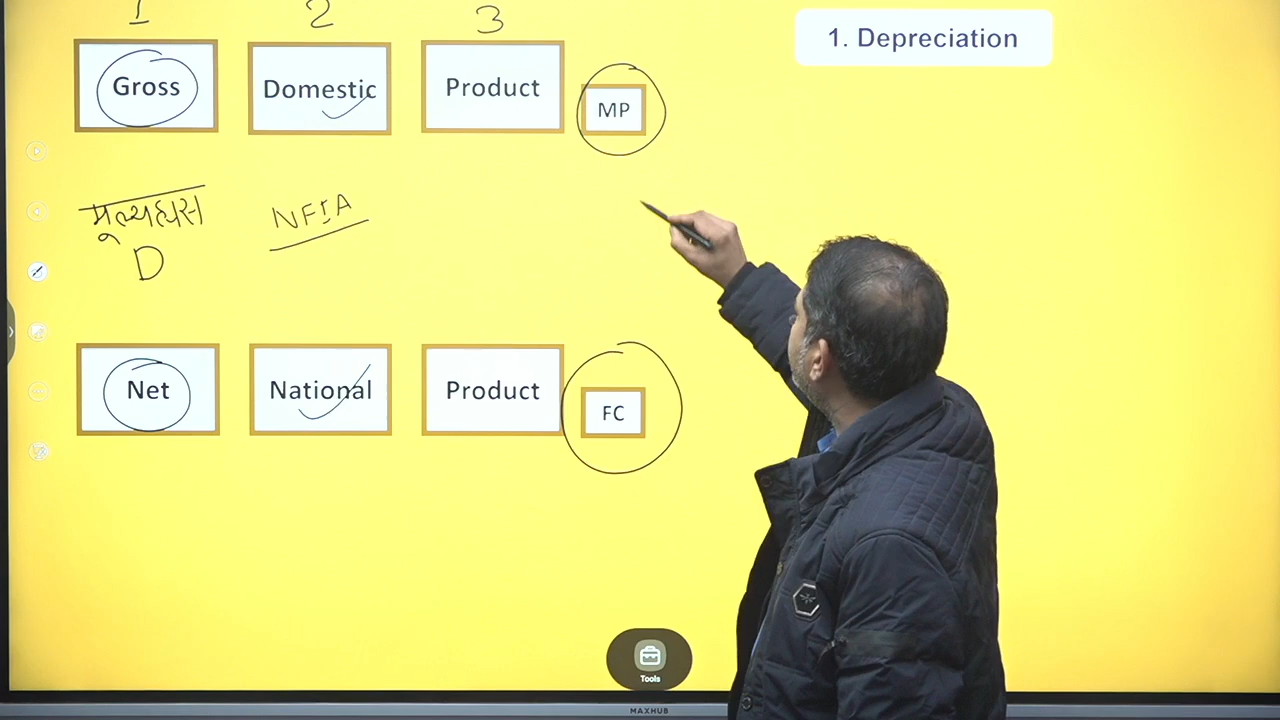 1 2 3
Gross Domestic Product MP
1. Depreciation
मूल्यह्रास NFIA
D
Net National Product FC
Tools
MAXHUB